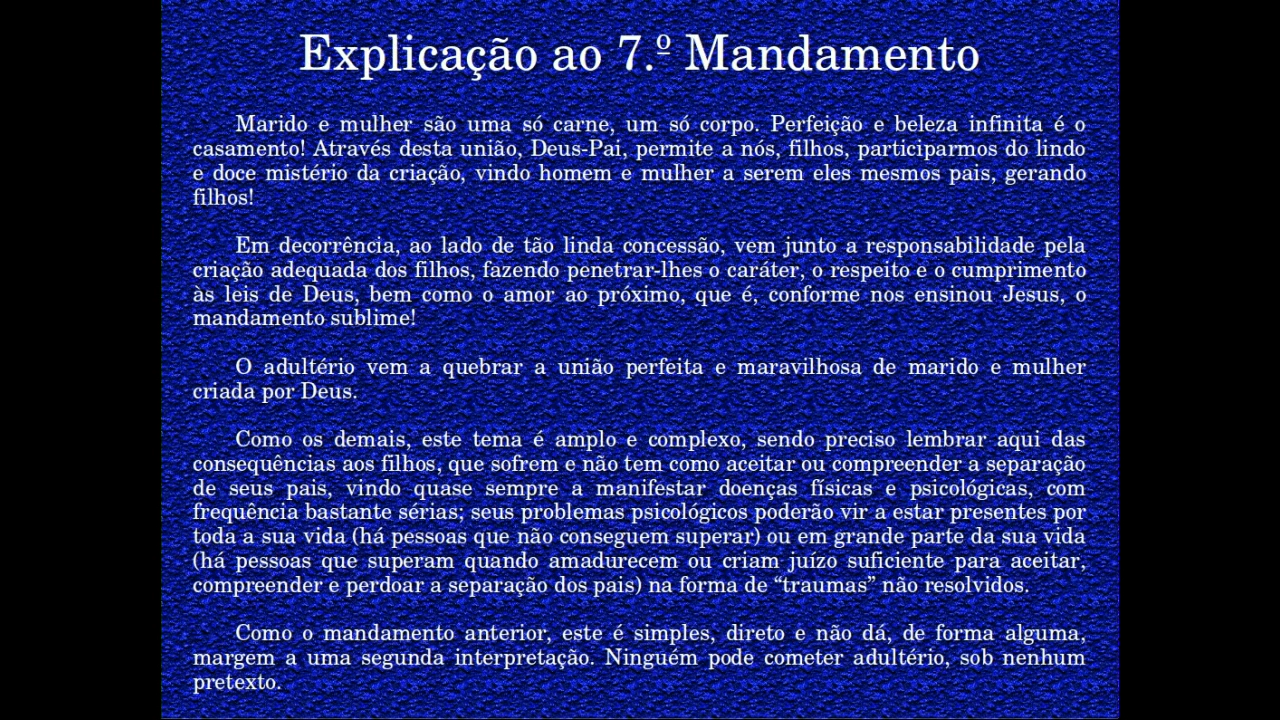 Explicação ao 7.º Mandamento
Marido e mulher são uma só carne, um só corpo. Perfeição e beleza infinita é o
casamento! Através desta união, Deus-Pai, permite a nós, filhos, participarmos do lindo
e doce mistério da criação, vindo homem e mulher a serem eles mesmos pais, gerando
filhos!
Em decorrência, ao lado de tão linda concessão, vem junto a responsabilidade pela
criação adequada dos filhos, fazendo penetrar-lhes o caráter, o respeito e o cumprimento
às leis de Deus, bem como o amor ao próximo, que é, conforme nos ensinou Jesus, o
mandamento sublime!
O adultério vem a quebrar a união perfeita e maravilhosa de marido e mulher
criada por Deus.
Como os demais, este tema é amplo e complexo, sendo preciso lembrar aqui das
consequências aos filhos, que sofrem e não tem como aceitar ou compreender a separação
de seus pais, vindo quase sempre a manifestar doenças físicas e psicológicas, com
frequência bastante sérias; seus problemas psicológicos poderão vir a estar presentes por
toda a sua vida (há pessoas que não conseguem superar) ou em grande parte da sua vida
(há pessoas que superam quando amadurecem ou criam juízo suficiente para aceitar,
compreender e perdoar a separação dos pais) na forma de “traumas” não resolvidos.
Como o mandamento anterior, este é simples, direto e não dá, de forma alguma,
margem a uma segunda interpretação. Ninguém pode cometer adultério, sob nenhum
pretexto.